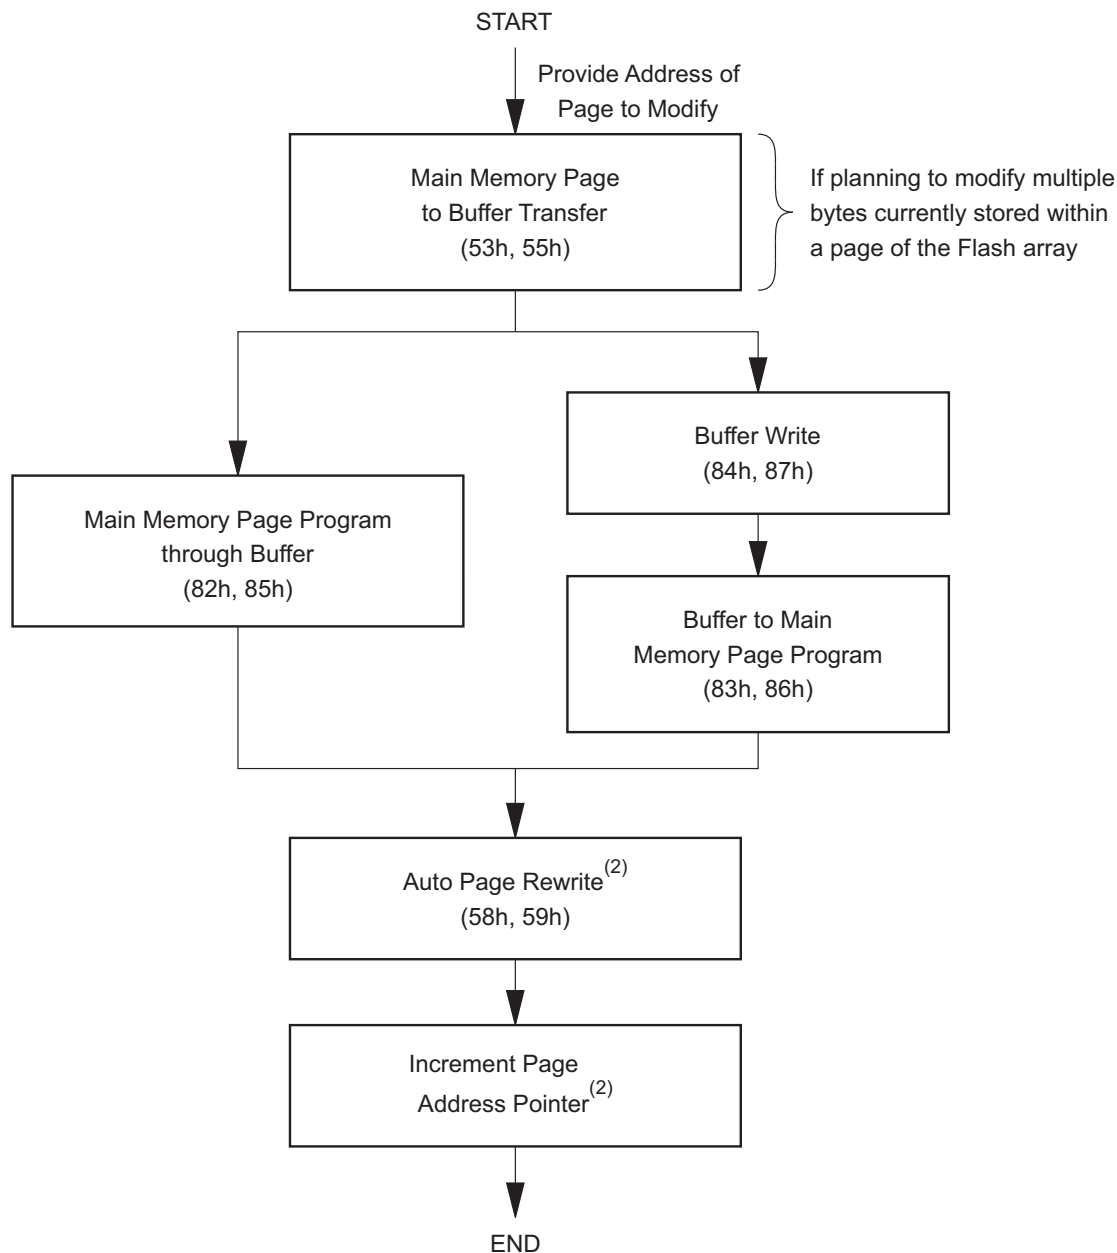 START
Provide Address of
Page to Modify
Main Memory Page
to Buffer Transfer
(53h, 55h)
If planning to modify multiple
bytes currently stored within
a page of the Flash array
Buffer Write
(84h, 87h)
Main Memory Page Program
through Buffer
(82h, 85h)
Buffer to Main
Memory Page Program
(83h, 86h)
Auto Page Rewrite(2)
(58h, 59h)
Increment Page
Address Pointer(2)
END